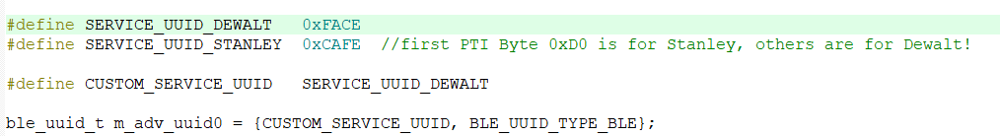 #define SERVICE_UUID_DEWALT 0xFACE
#define SERVICE_UUID_STANLEY 0xCAFE //first PTI Byte 0xD0 is for Stanley, others are for Dewalt!
#define CUSTOM_SERVICE_UUID SERVICE_UUID_DEWALT
ble_uuid_t m_adv_uuid0 = {CUSTOM_SERVICE_UUID, BLE_UUID_TYPE_BLE};